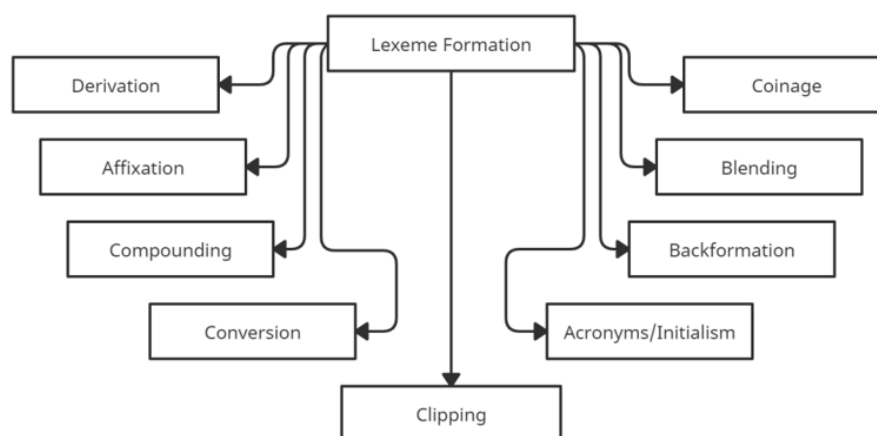 Lexeme Formation
Derivation
Coinage
Affixation
Blending
Compounding
Backformation
Conversion
Acronyms/Initialism
Clipping